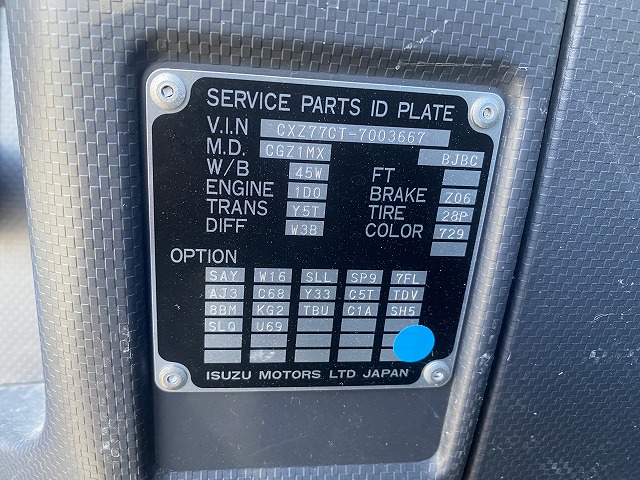 SERVICE PARTS ID PLATE
V.I.N CXZ77CT-7003667
M.D. CGZ1MX BJBC
W/B 45W FT
ENGINE 1D0 BRAKE Z06
TRANS Y5T TIRE 28P
DIFF W3B COLOR 729
OPTION
SAY W16 SLL SP9 7FL
AJ3 C68 Y33 C5T TDV
8BM KG2 TBU C1A SH5
SLQ U69
ISUZU MOTORS LTD JAPAN